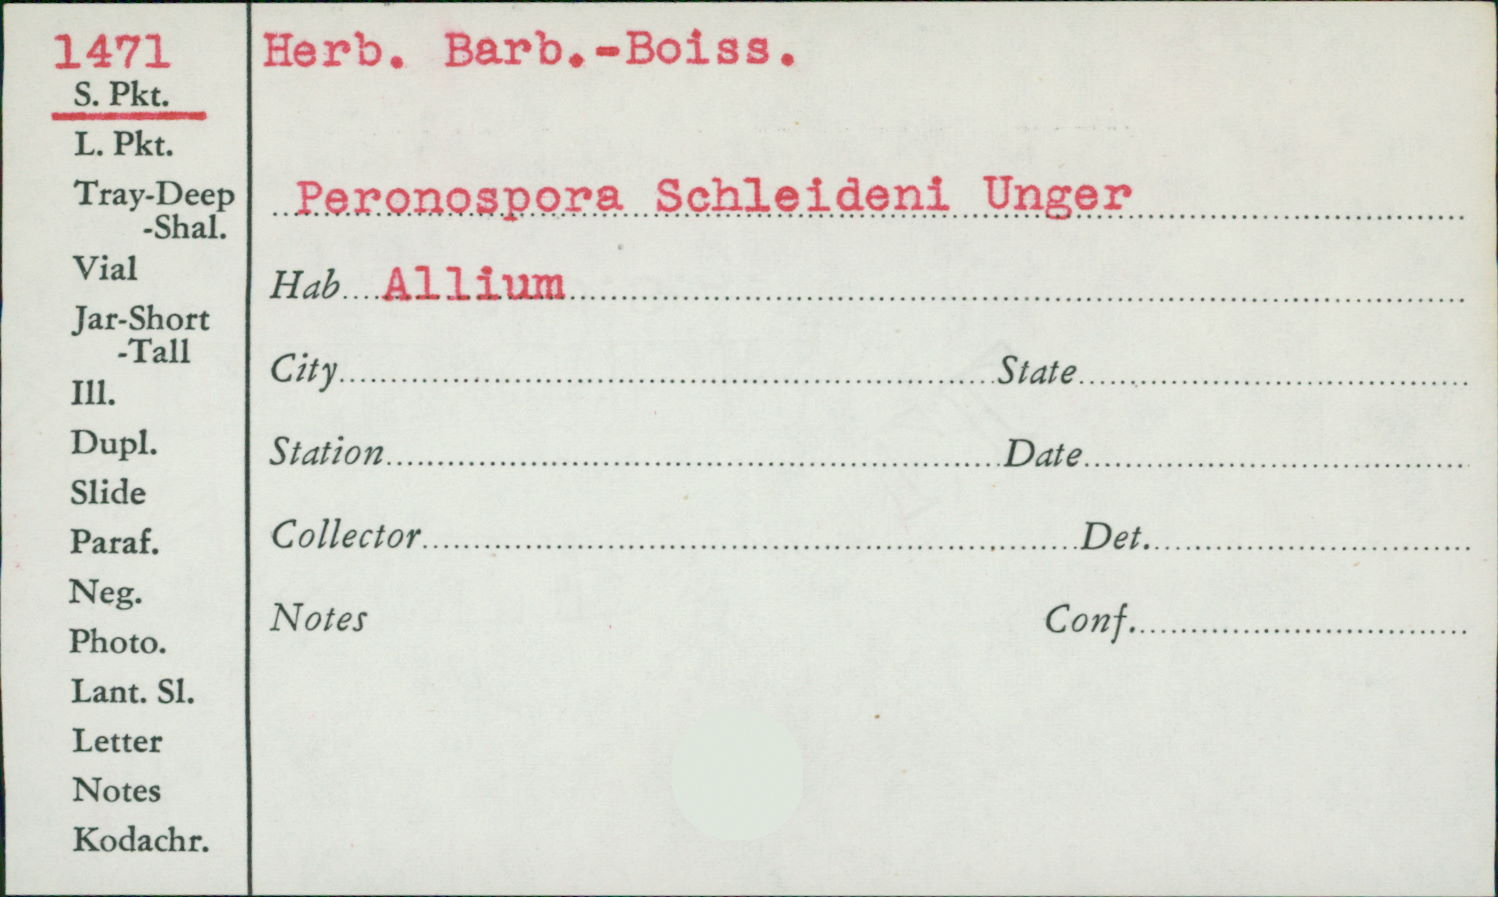 1471
S. Pkt.
L. Pkt.
Tray-Deep
-Shal.
Vial
Jar-Short
-Tall
Ill.
Dupl.
Slide
Paraf.
Neg.
Photo.
Lant. Sl.
Letter
Notes
Kodachr.
Herb. Barb.-Boiss.
Peronospora Schleideni Unger
Hab. Allium
City
State
Station
Date
Collector
Det.
Notes
Conf.